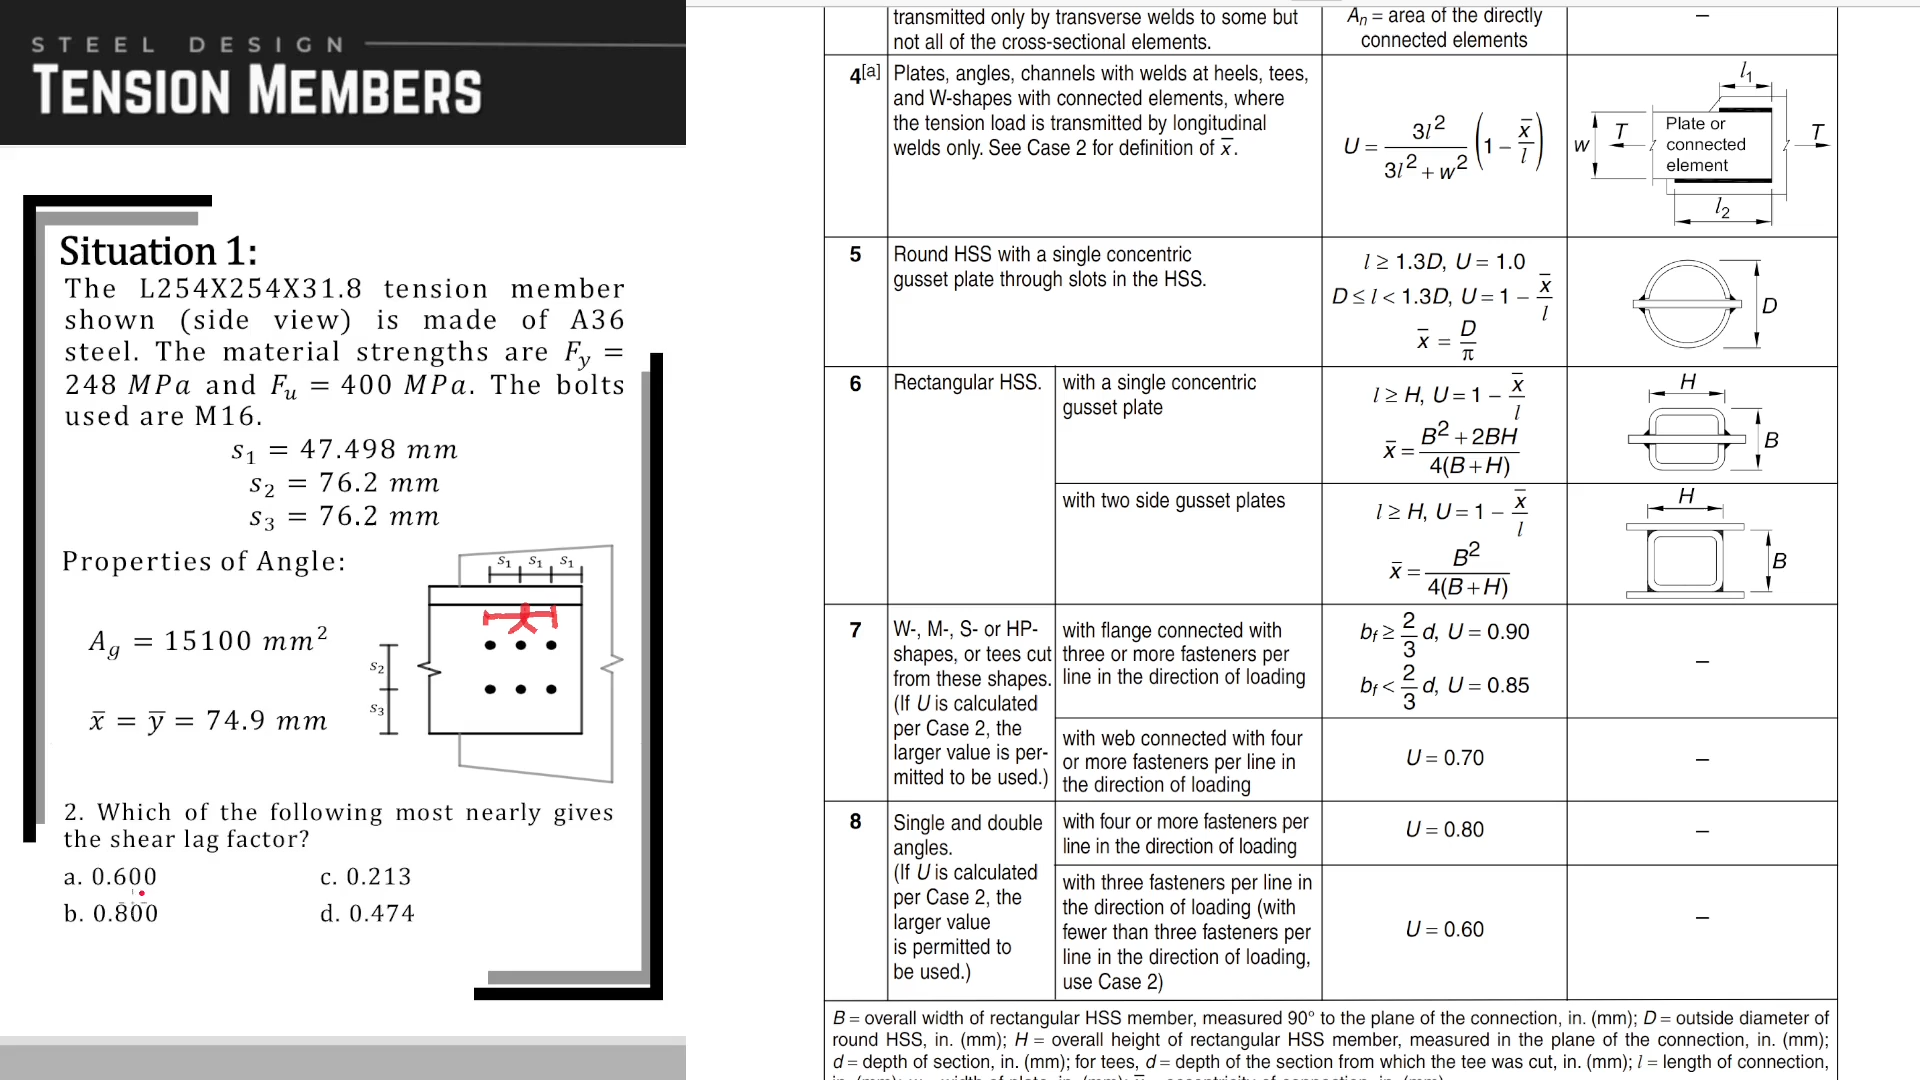 STEEL DESIGN
TENSION MEMBERS
Situation 1:
The L254X254X31.8 tension member
shown (side view) is made of A36
steel. The material strengths are Fy =
248 MPa and Fu = 400 MPa. The bolts
used are M16.
s1 = 47.498 mm
s2 = 76.2 mm
s3 = 76.2 mm
Properties of Angle:
Ag = 15100 mm²
x̅ = y̅ = 74.9 mm
s1 s1 s1
s2
s3
2. Which of the following most nearly gives
the shear lag factor?
a. 0.600
c. 0.213
b. 0.800
d. 0.474
transmitted only by transverse welds to some but
not all of the cross-sectional elements.
An = area of the directly
connected elements
–
4[a]
Plates, angles, channels with welds at heels, tees,
and W-shapes with connected elements, where
the tension load is transmitted by longitudinal
welds only. See Case 2 for definition of x̅.
U = 3l² / (3l² + w²) (1 − x̅/l)
l1
w
T
Plate or
connected
element
T
l2
5
Round HSS with a single concentric
gusset plate through slots in the HSS.
l ≥ 1.3D, U = 1.0
D ≤ l < 1.3D, U = 1 − x̅/l
x̅ = D/π
D
6
Rectangular HSS.
with a single concentric
gusset plate
l ≥ H, U = 1 − x̅/l
x̅ = (B² + 2BH) / 4(B + H)
H
B
with two side gusset plates
l ≥ H, U = 1 − x̅/l
x̅ = B² / 4(B + H)
H
B
7
W-, M-, S- or HP-
shapes, or tees cut
from these shapes.
(If U is calculated
per Case 2, the
larger value is per-
mitted to be used.)
with flange connected with
three or more fasteners per
line in the direction of loading
bf ≥ 2/3 d, U = 0.90
bf < 2/3 d, U = 0.85
–
with web connected with four
or more fasteners per line in
the direction of loading
U = 0.70
–
8
Single and double
angles.
(If U is calculated
per Case 2, the
larger value
is permitted to
be used.)
with four or more fasteners per
line in the direction of loading
U = 0.80
–
with three fasteners per line in
the direction of loading (with
fewer than three fasteners per
line in the direction of loading,
use Case 2)
U = 0.60
–
B = overall width of rectangular HSS member, measured 90° to the plane of the connection, in. (mm); D = outside diameter of
round HSS, in. (mm); H = overall height of rectangular HSS member, measured in the plane of the connection, in. (mm);
d = depth of section, in. (mm); for tees, d = depth of the section from which the tee was cut, in. (mm); l = length of connection,